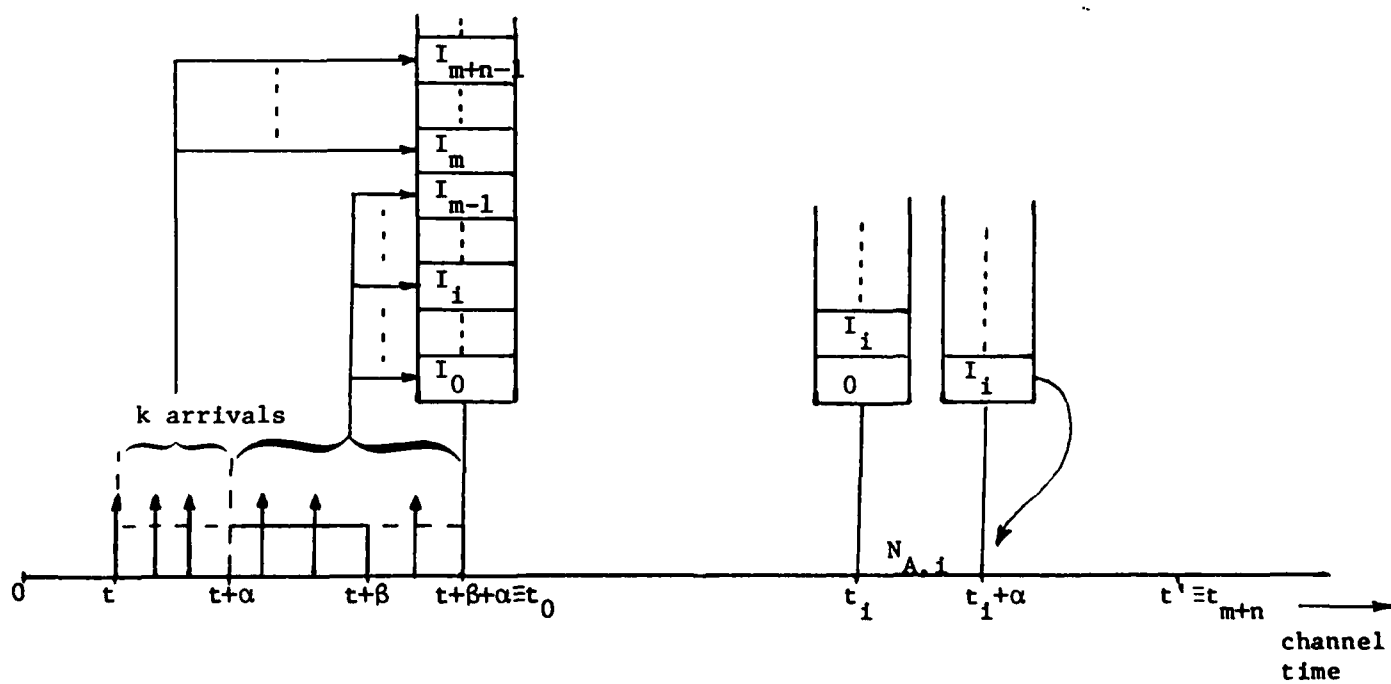 I_{m+n-1}
I_m
I_{m-1}
I_i
I_0
I_i
0
I_i
k arrivals
N_{A,i}
0
t
t+α
t+β
t+β+α≡t_0
t_i
t_i+α
t'≡t_{m+n}
channel
time